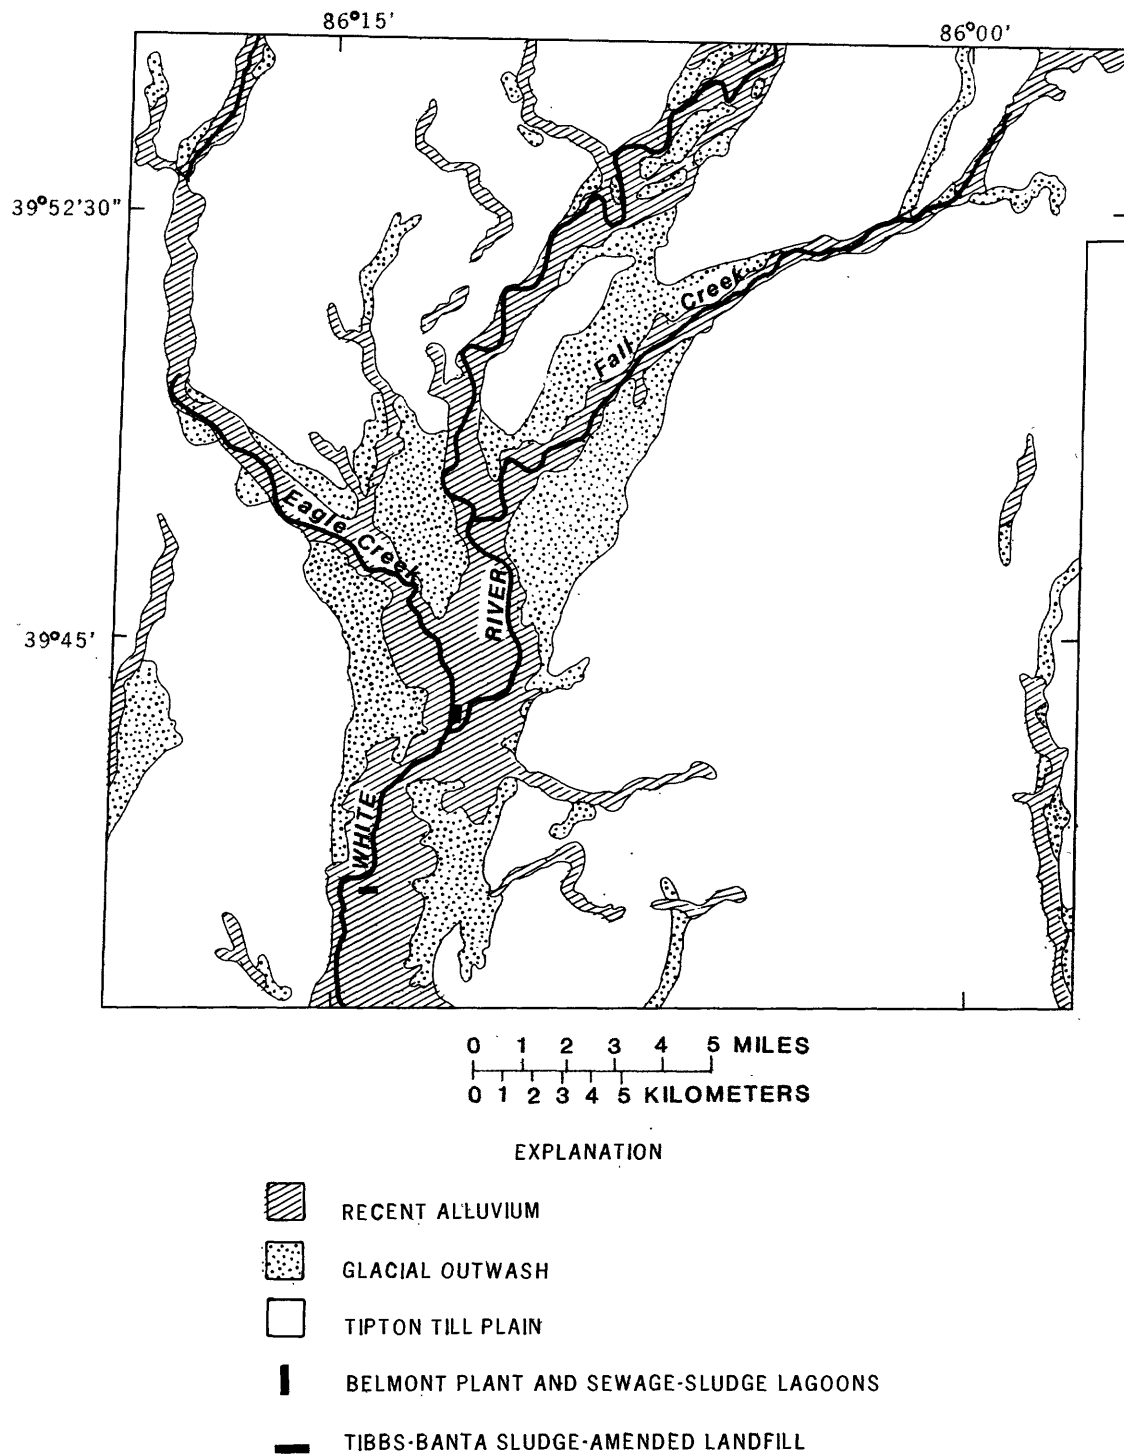 86°15'
86°00'
39°52'30"
39°45'
Fall Creek
Eagle Creek
WHITE RIVER
0 1 2 3 4 5 MILES
0 1 2 3 4 5 KILOMETERS
EXPLANATION
RECENT ALLUVIUM
GLACIAL OUTWASH
TIPTON TILL PLAIN
BELMONT PLANT AND SEWAGE-SLUDGE LAGOONS
TIBBS-BANTA SLUDGE-AMENDED LANDFILL